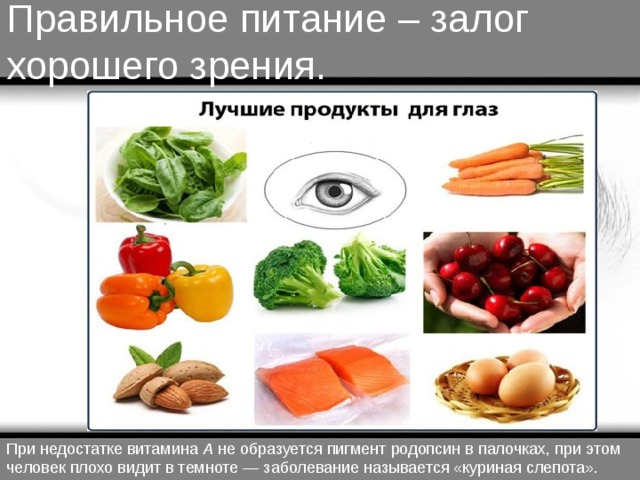 Правильное питание – залог
хорошего зрения.
Лучшие продукты для глаз
При недостатке витамина А не образуется пигмент родопсин в палочках, при этом
человек плохо видит в темноте — заболевание называется «куриная слепота».